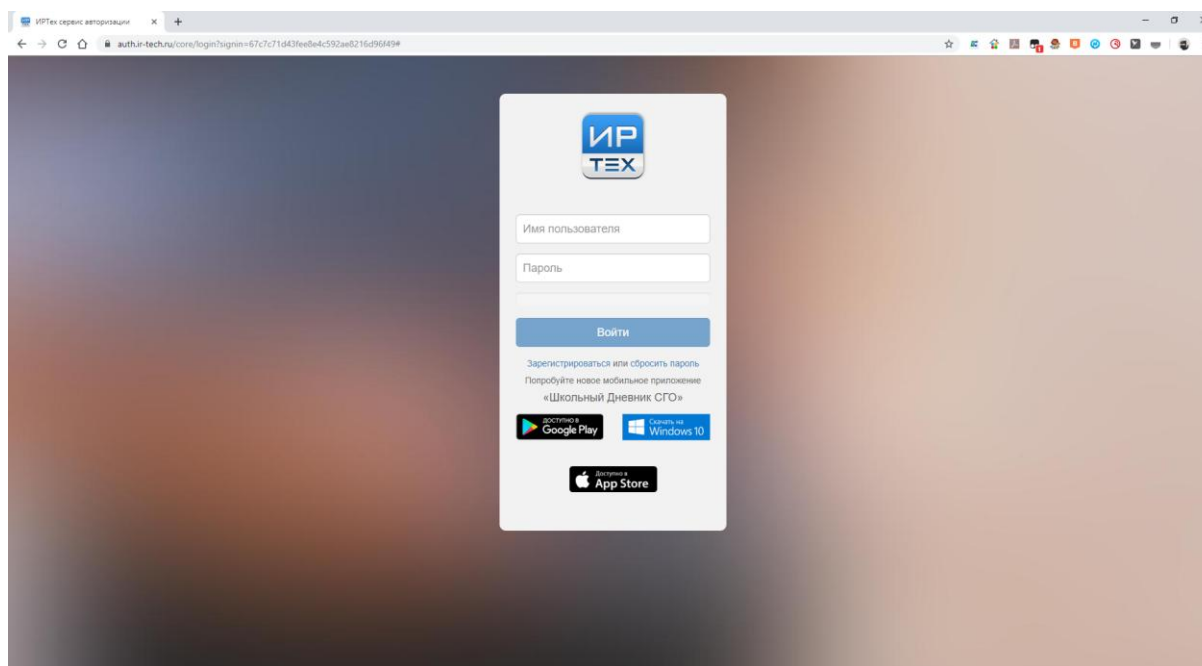 ИРТех сервис авторизации
auth.ir-tech.ru/core/login?signin=67c7c71d43fee8e4c592ae8216d96f49#
ИР
ТЕХ
Имя пользователя
Пароль
Войти
Зарегистрироваться или сбросить пароль
Попробуйте новое мобильное приложение
«Школьный Дневник СГО»
ДОСТУПНО В
Google Play
Скачать на
Windows 10
Доступно в
App Store